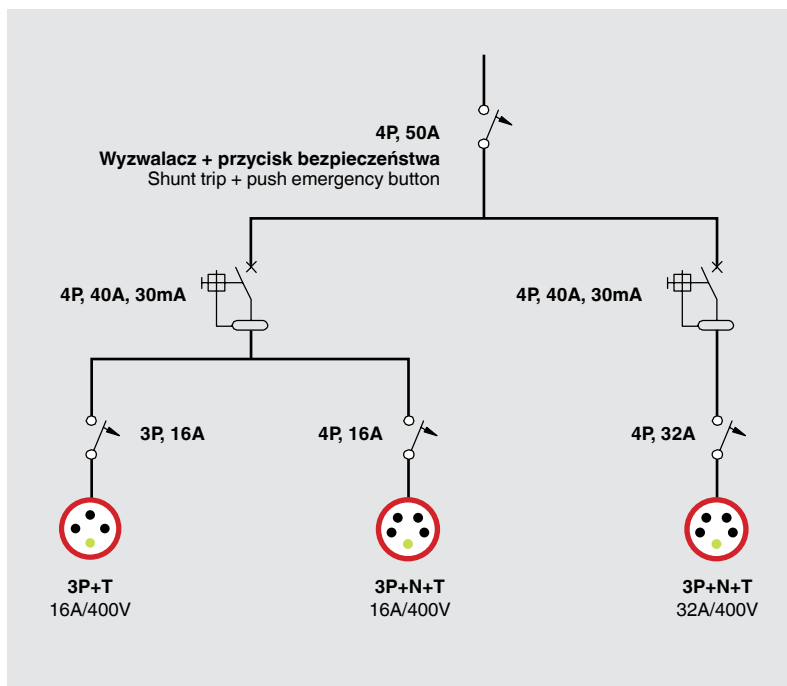 4P, 50A
Wyzwalacz + przycisk bezpieczeństwa
Shunt trip + push emergency button
4P, 40A, 30mA
4P, 40A, 30mA
3P, 16A
4P, 16A
4P, 32A
3P+T
16A/400V
3P+N+T
16A/400V
3P+N+T
32A/400V